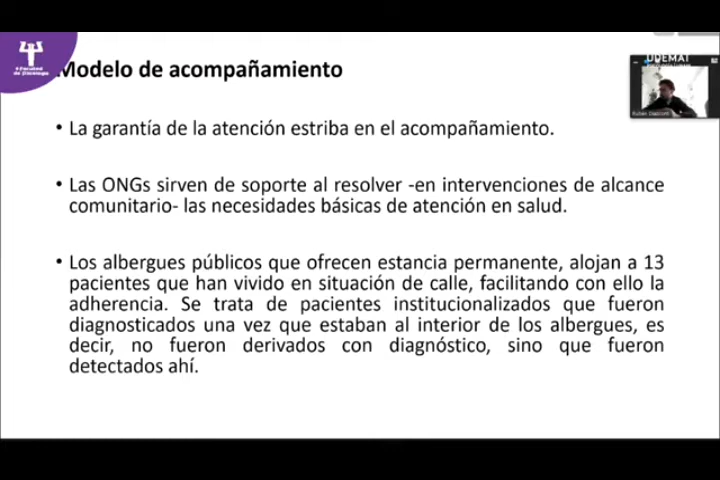 Facultad
de Psicología
Modelo de acompañamiento
UDEMAT
• La garantía de la atención estriba en el acompañamiento.
• Las ONGs sirven de soporte al resolver -en intervenciones de alcance
comunitario- las necesidades básicas de atención en salud.
• Los albergues públicos que ofrecen estancia permanente, alojan a 13
pacientes que han vivido en situación de calle, facilitando con ello la
adherencia. Se trata de pacientes institucionalizados que fueron
diagnosticados una vez que estaban al interior de los albergues, es
decir, no fueron derivados con diagnóstico, sino que fueron
detectados ahí.